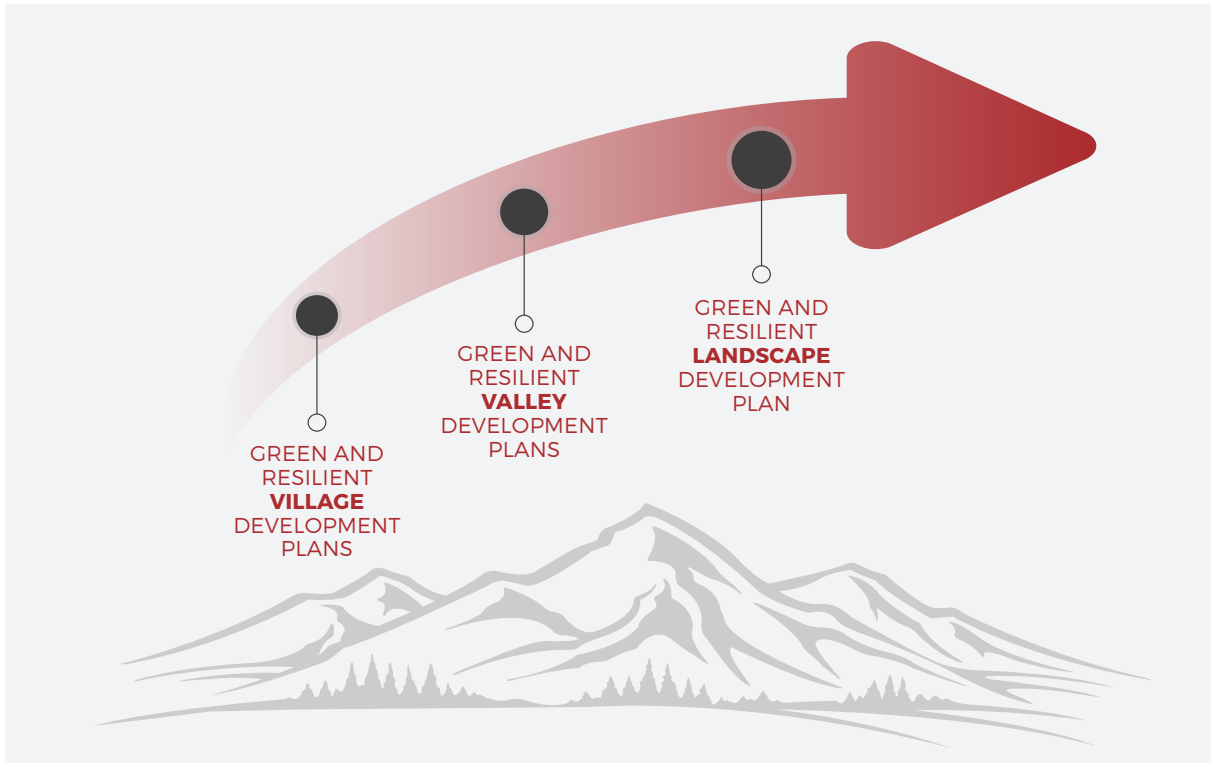 GREEN AND
RESILIENT
VILLAGE
DEVELOPMENT
PLANS
GREEN AND
RESILIENT
VALLEY
DEVELOPMENT
PLANS
GREEN AND
RESILIENT
LANDSCAPE
DEVELOPMENT
PLAN